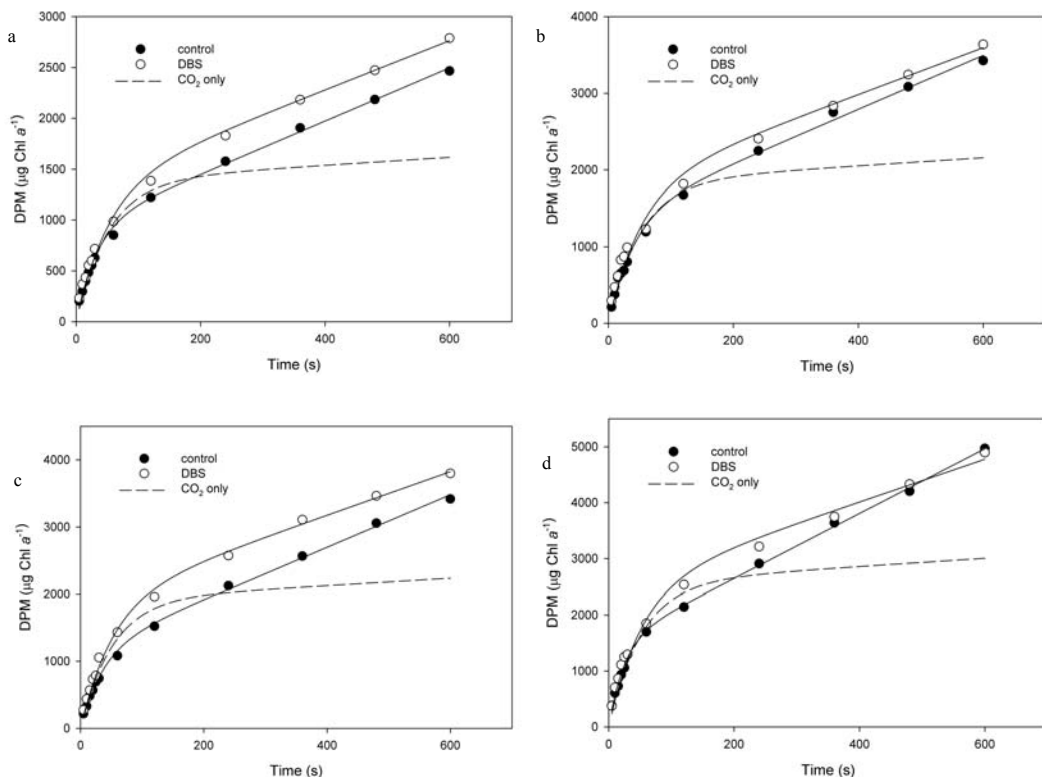 a
3000
2500
2000
1500
1000
500
0
DPM (µg Chl a⁻¹)
control
DBS
CO₂ only
0 200 400 600
Time (s)
b
4000
3000
2000
1000
0
DPM (µg Chl a⁻¹)
control
DBS
CO₂ only
0 200 400 600
Time (s)
c
4000
3000
2000
1000
0
DPM (µg Chl a⁻¹)
control
DBS
CO₂ only
0 200 400 600
Time (s)
d
5000
4000
3000
2000
1000
0
DPM (µg Chl a⁻¹)
control
DBS
CO₂ only
0 200 400 600
Time (s)